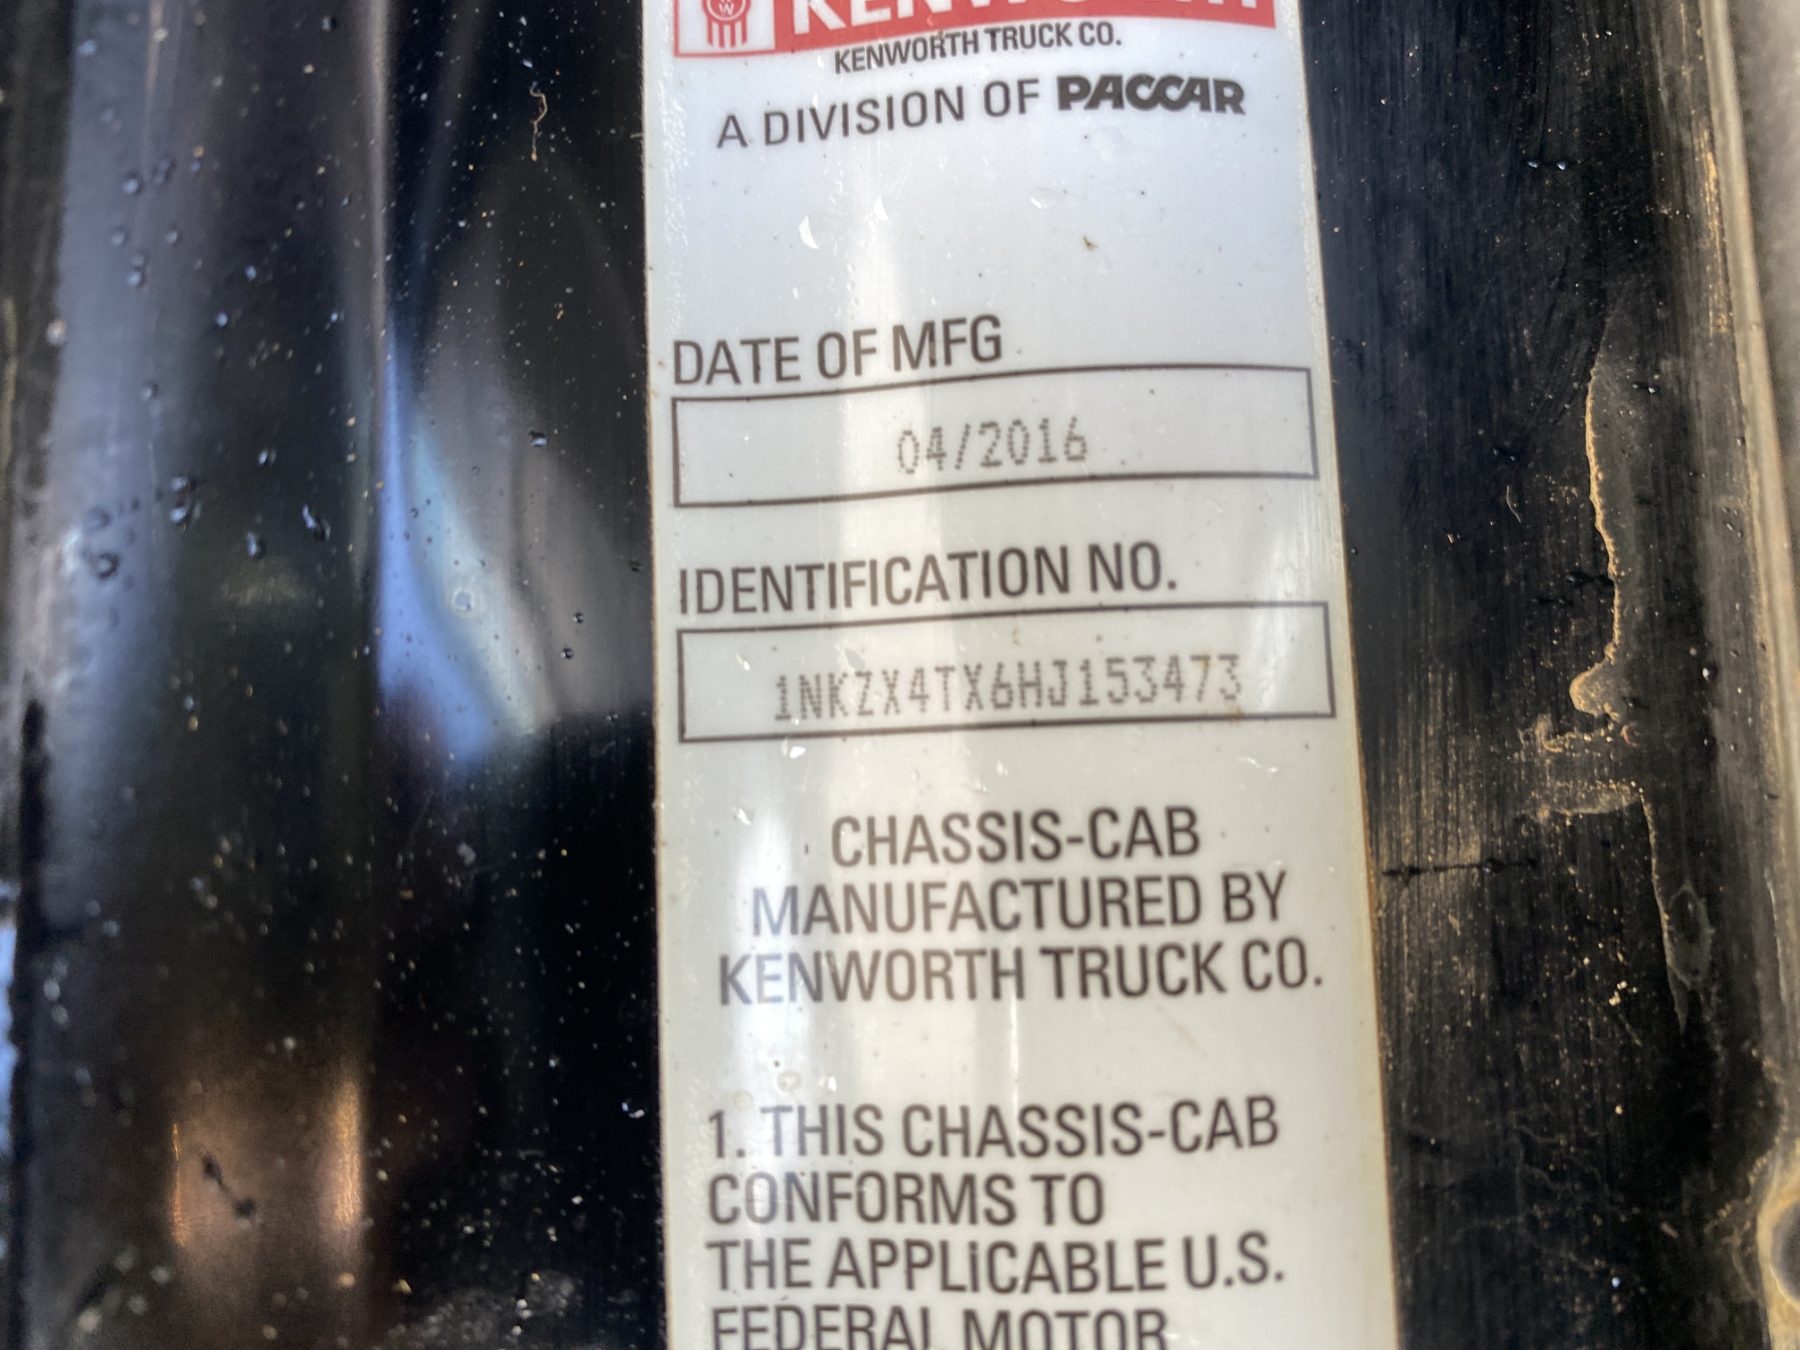 KENWORTH
KENWORTH TRUCK CO.
A DIVISION OF PACCAR
DATE OF MFG
04/2016
IDENTIFICATION NO.
1NKZX4TX6HJ153473
CHASSIS-CAB
MANUFACTURED BY
KENWORTH TRUCK CO.
1. THIS CHASSIS-CAB
CONFORMS TO
THE APPLICABLE U.S.
FEDERAL MOTOR